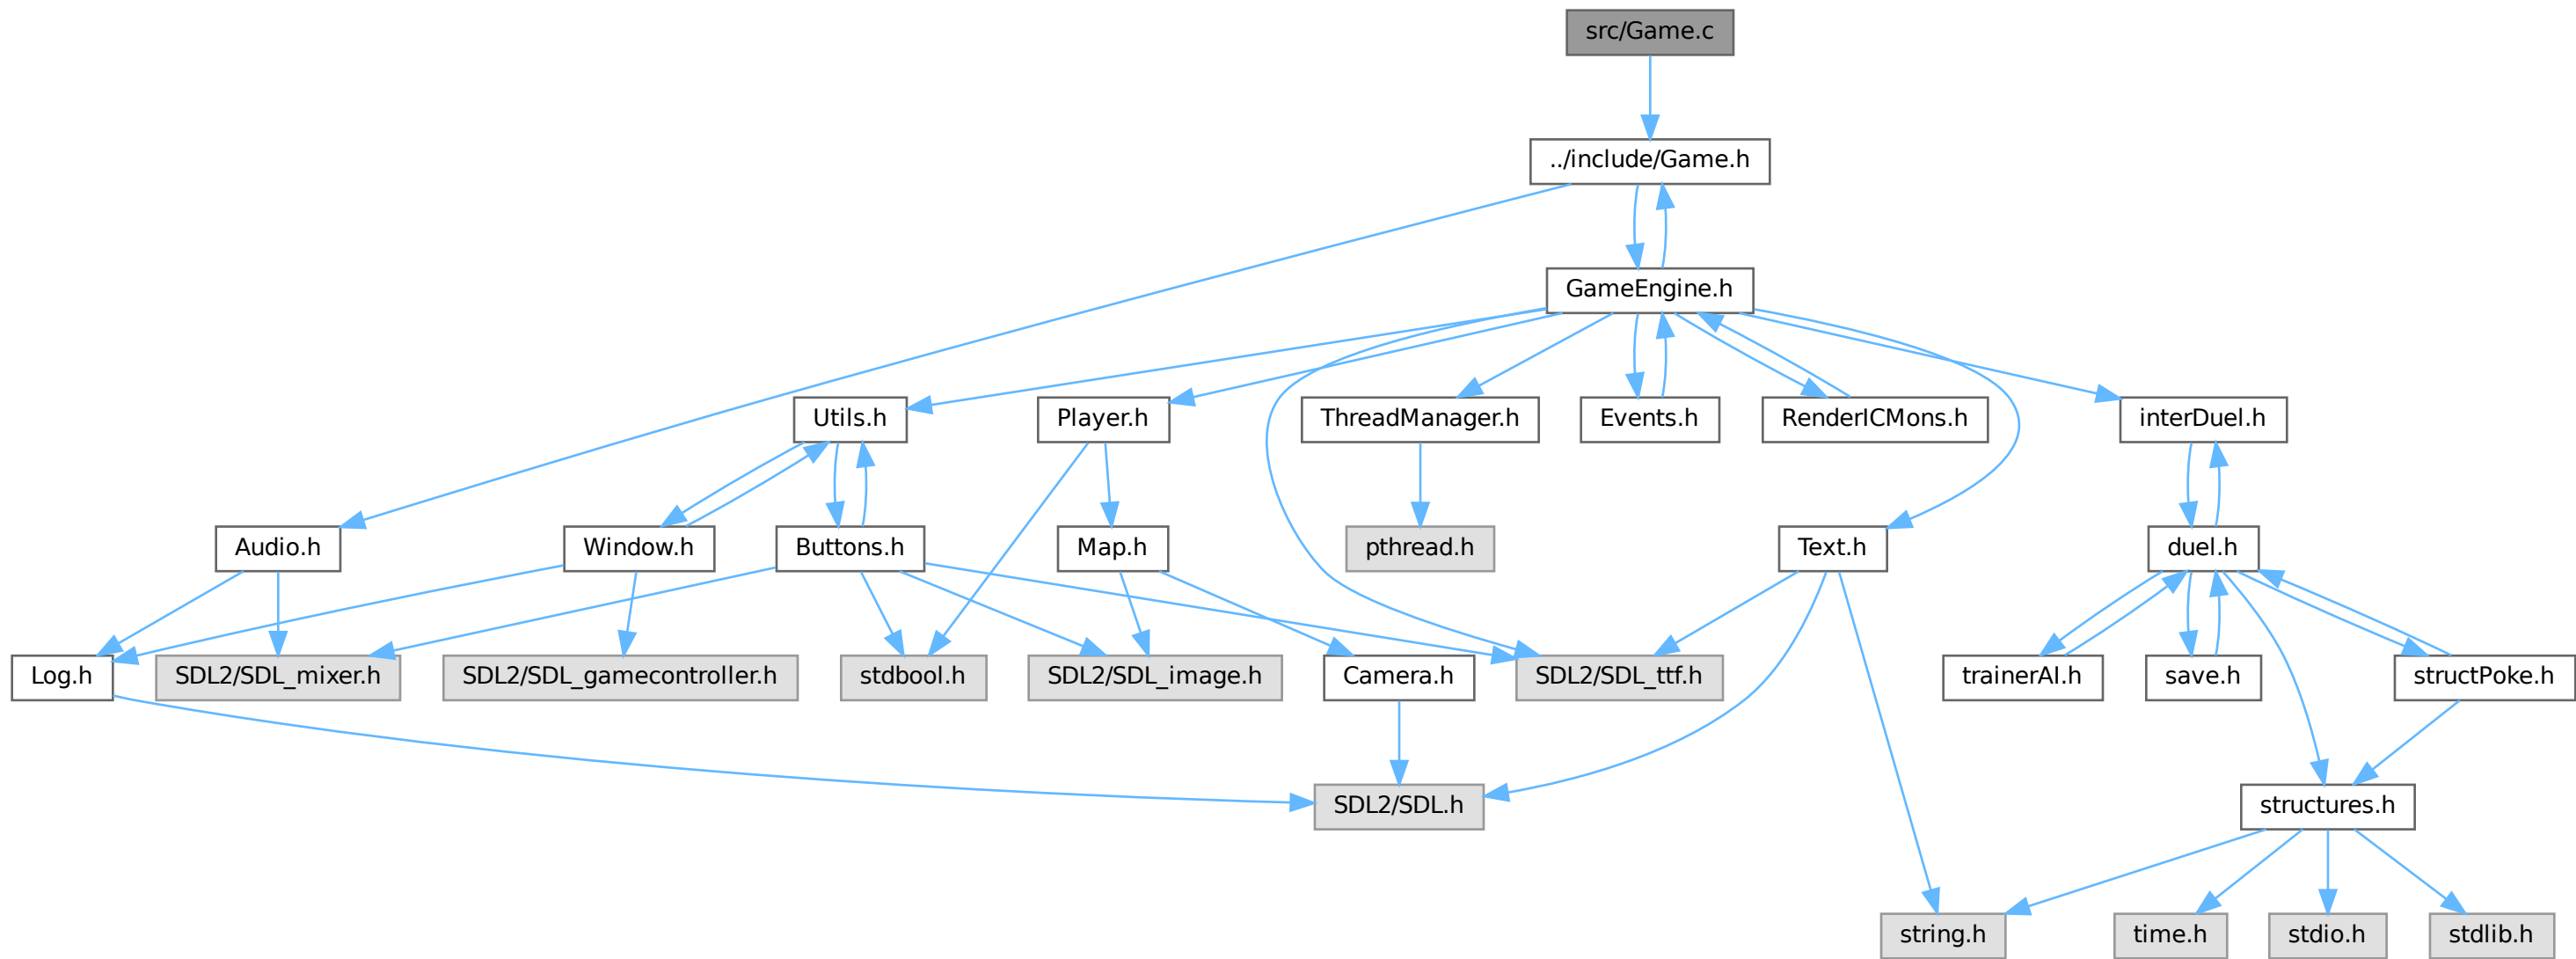 src/Game.c
../include/Game.h
GameEngine.h
Utils.h
Player.h
ThreadManager.h
Events.h
RenderICMons.h
interDuel.h
Audio.h
Window.h
Buttons.h
Map.h
pthread.h
Text.h
duel.h
Log.h
SDL2/SDL_mixer.h
SDL2/SDL_gamecontroller.h
stdbool.h
SDL2/SDL_image.h
Camera.h
SDL2/SDL_ttf.h
trainerAI.h
save.h
structPoke.h
SDL2/SDL.h
structures.h
string.h
time.h
stdio.h
stdlib.h